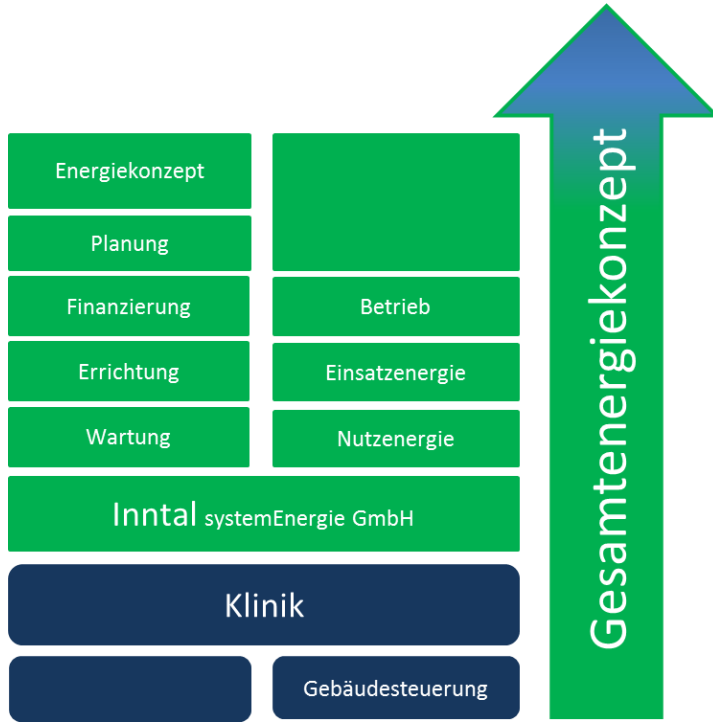 Energiekonzept
Planung
Finanzierung
Betrieb
Errichtung
Einsatzenergie
Wartung
Nutzenergie
Inntal systemEnergie GmbH
Klinik
Gebäudesteuerung
Gesamtenergiekonzept